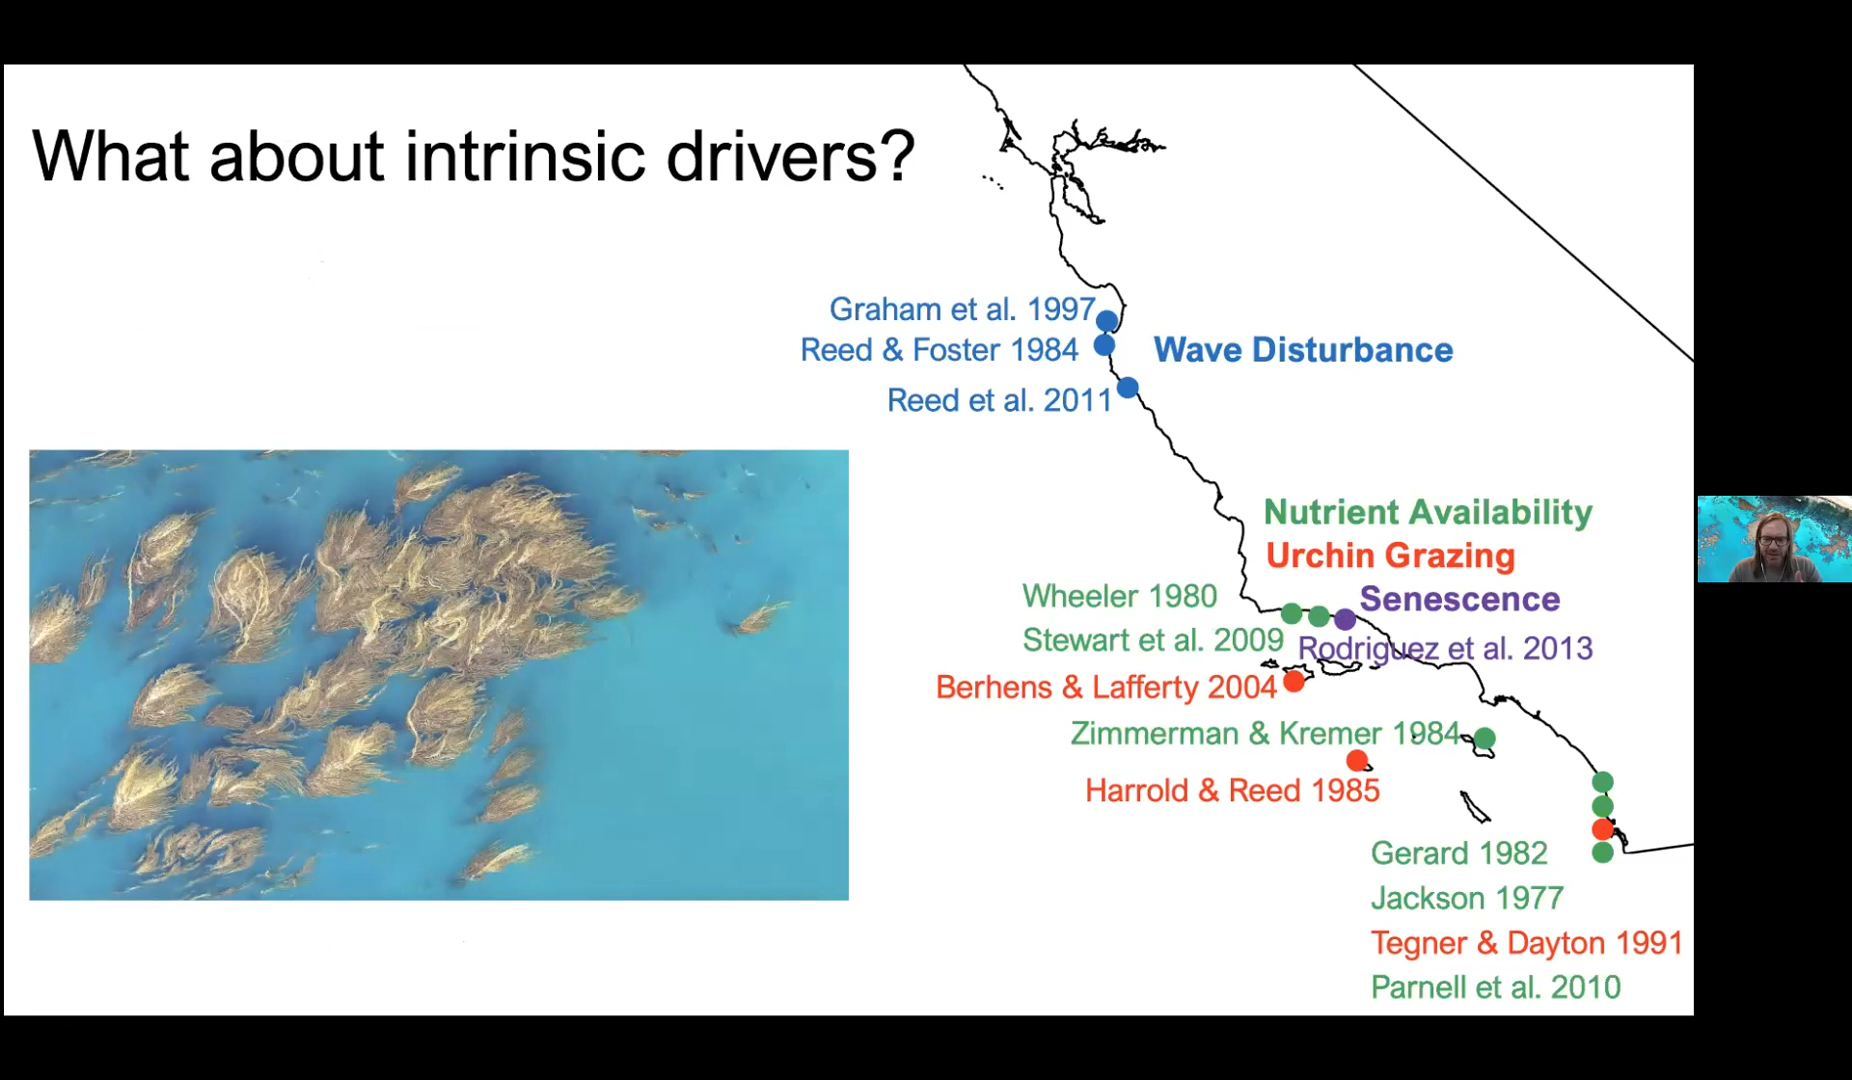 What about intrinsic drivers?
Graham et al. 1997
Reed & Foster 1984
Wave Disturbance
Reed et al. 2011
Nutrient Availability
Urchin Grazing
Wheeler 1980
Senescence
Stewart et al. 2009
Rodriguez et al. 2013
Berhens & Lafferty 2004
Zimmerman & Kremer 1984
Harrold & Reed 1985
Gerard 1982
Jackson 1977
Tegner & Dayton 1991
Parnell et al. 2010